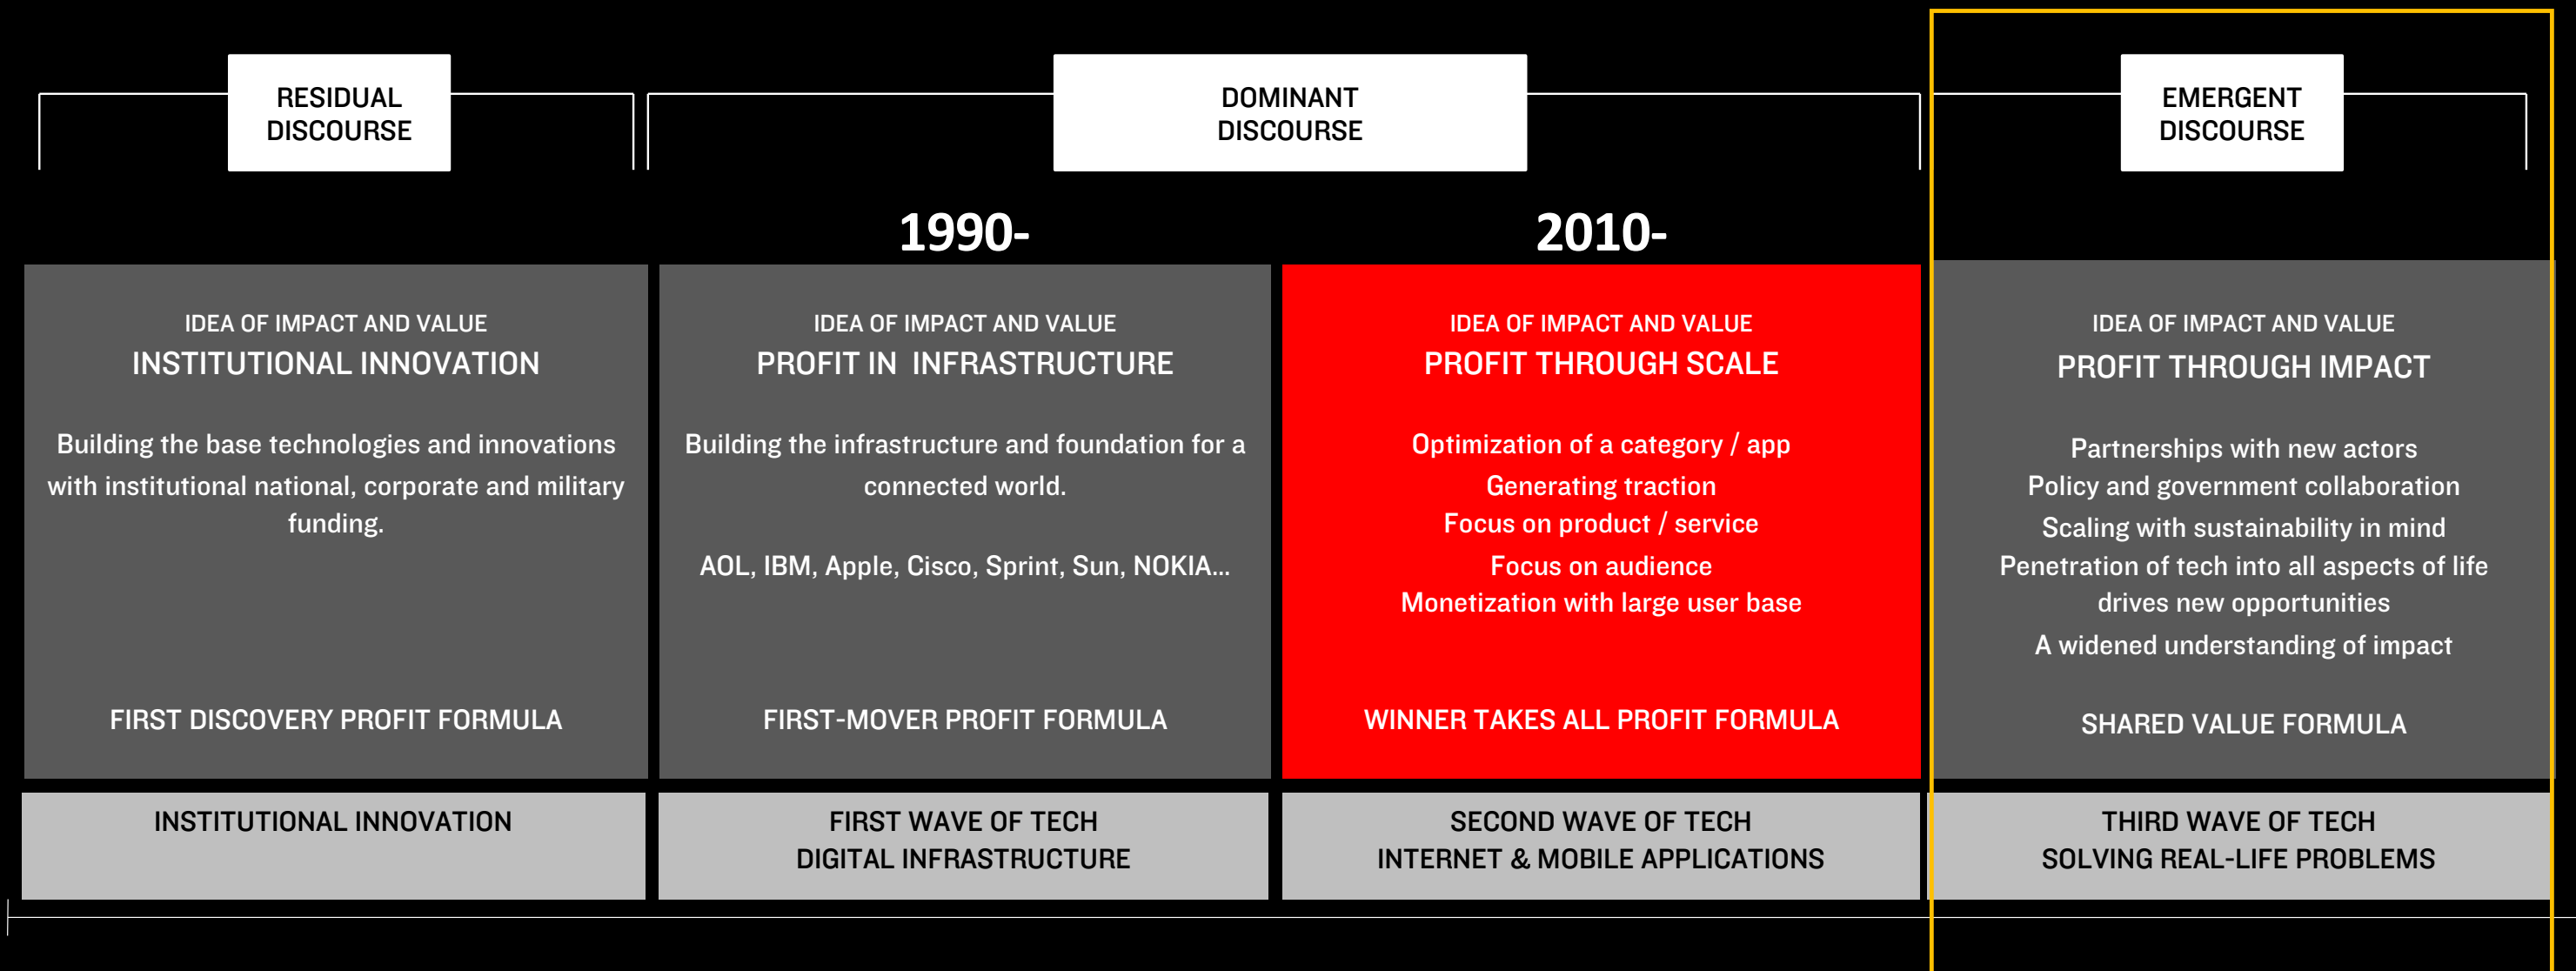 RESIDUAL
DISCOURSE
DOMINANT
DISCOURSE
EMERGENT
DISCOURSE
1990-
2010-
IDEA OF IMPACT AND VALUE
INSTITUTIONAL INNOVATION
Building the base technologies and innovations
with institutional national, corporate and military
funding.
FIRST DISCOVERY PROFIT FORMULA
INSTITUTIONAL INNOVATION
IDEA OF IMPACT AND VALUE
PROFIT IN INFRASTRUCTURE
Building the infrastructure and foundation for a
connected world.
AOL, IBM, Apple, Cisco, Sprint, Sun, NOKIA...
FIRST-MOVER PROFIT FORMULA
FIRST WAVE OF TECH
DIGITAL INFRASTRUCTURE
IDEA OF IMPACT AND VALUE
PROFIT THROUGH SCALE
Optimization of a category / app
Generating traction
Focus on product / service
Focus on audience
Monetization with large user base
WINNER TAKES ALL PROFIT FORMULA
SECOND WAVE OF TECH
INTERNET & MOBILE APPLICATIONS
IDEA OF IMPACT AND VALUE
PROFIT THROUGH IMPACT
Partnerships with new actors
Policy and government collaboration
Scaling with sustainability in mind
Penetration of tech into all aspects of life
drives new opportunities
A widened understanding of impact
SHARED VALUE FORMULA
THIRD WAVE OF TECH
SOLVING REAL-LIFE PROBLEMS